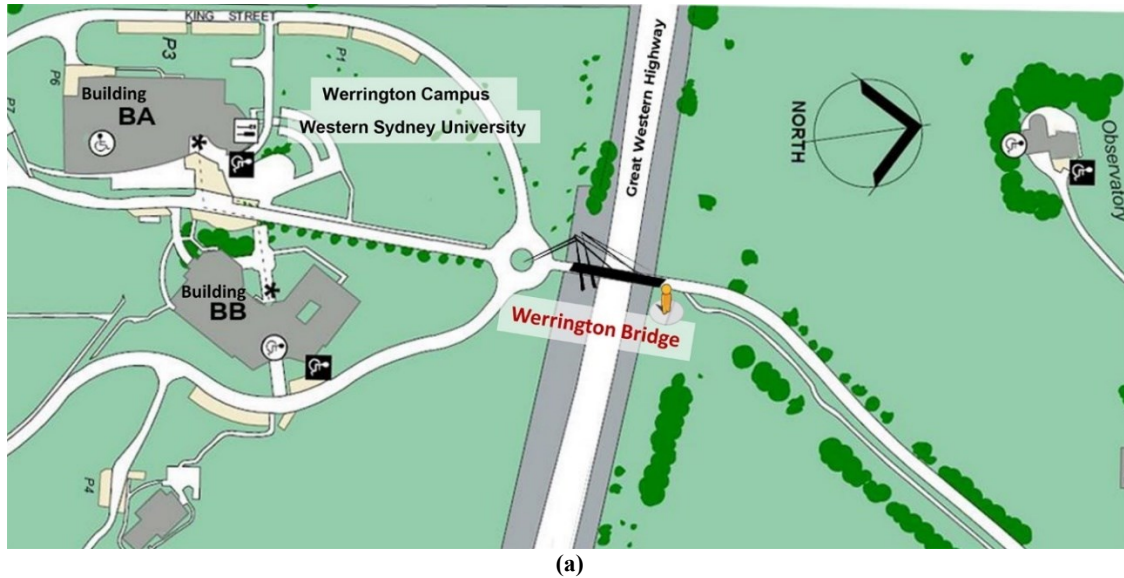 KING STREET
P3
P1
P6
P7
Building
BA
Werrington Campus
Western Sydney University
Great Western Highway
NORTH
Observatory
Building
BB
Werrington Bridge
P4
(a)